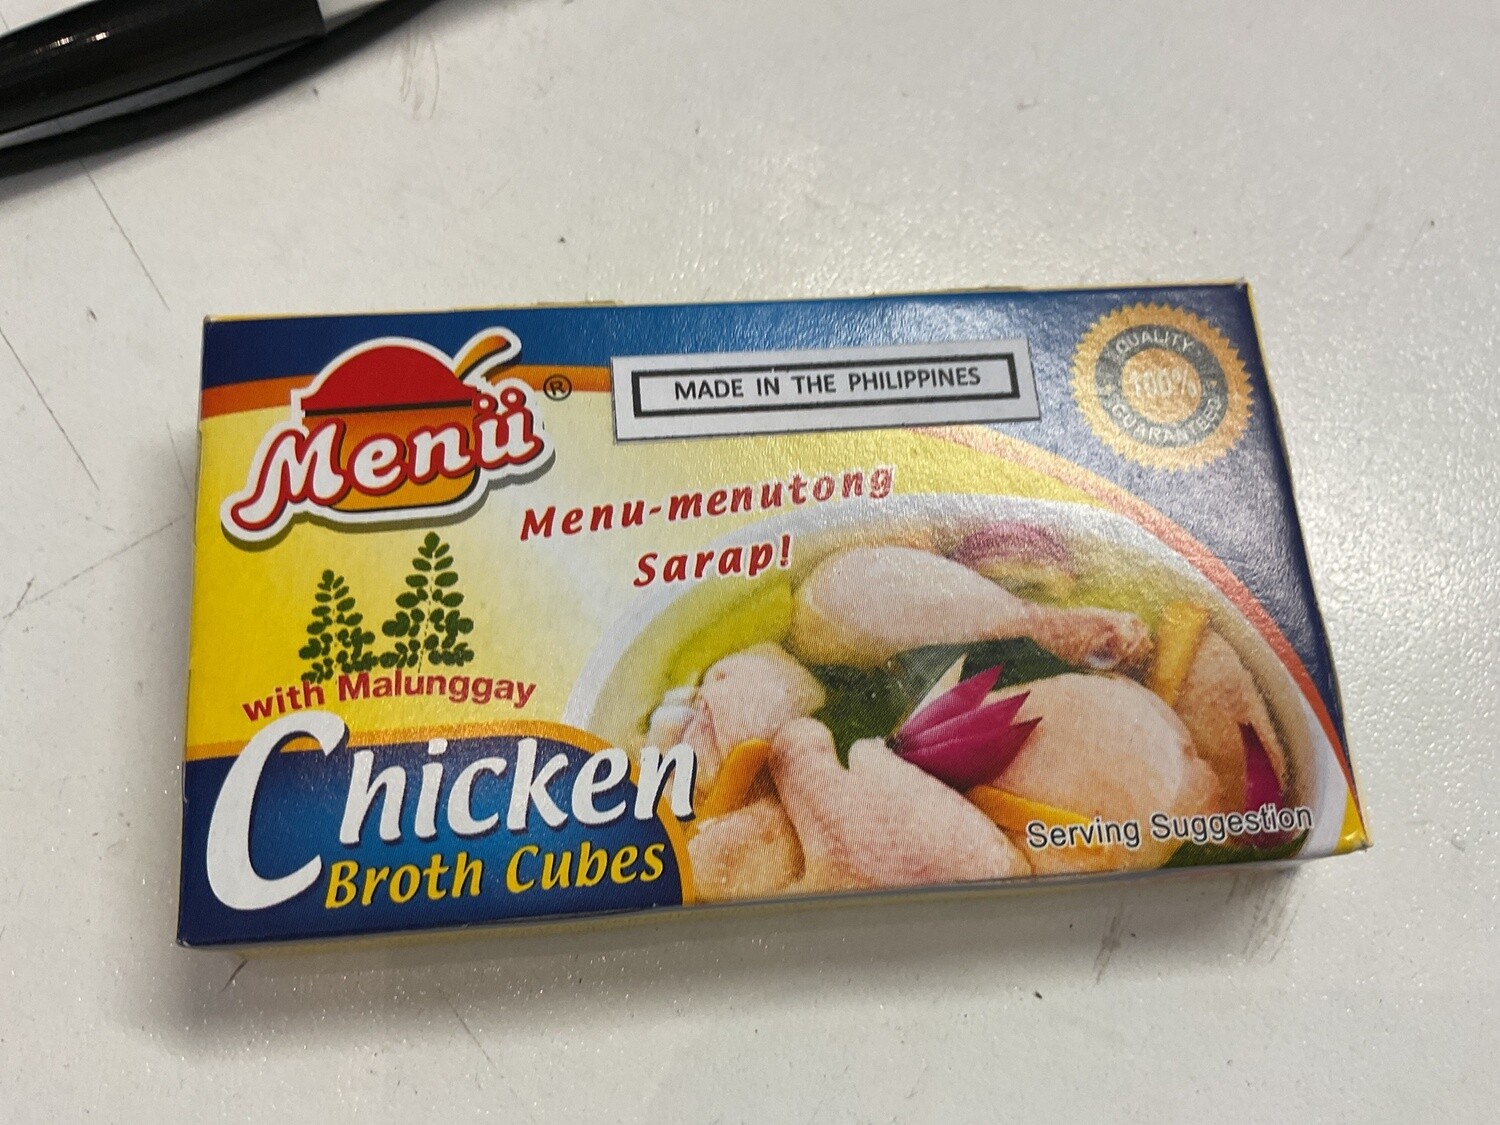 Menü®
MADE IN THE PHILIPPINES
QUALITY
100%
GUARANTEED
Menu-menutong
Sarap!
with Malunggay
Chicken
Broth Cubes
Serving Suggestion